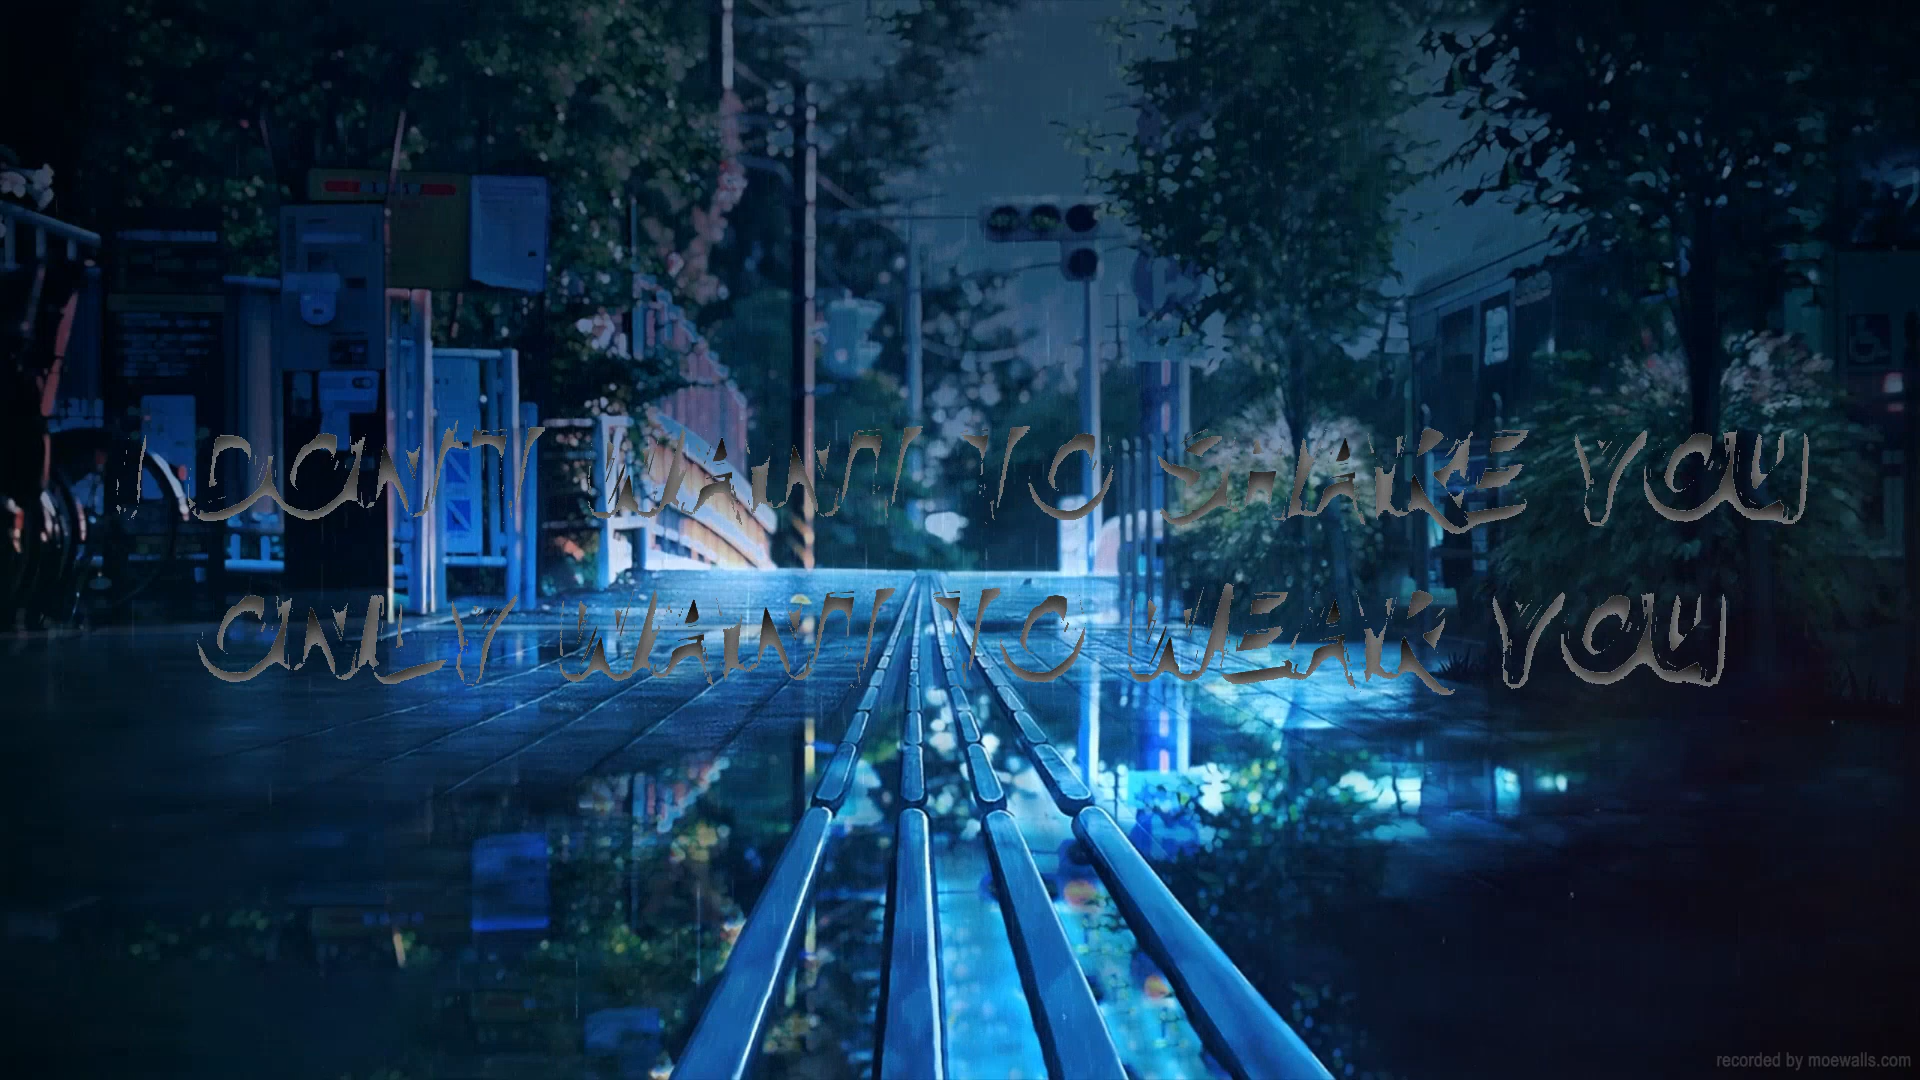 I DON'T WANT TO SHARE YOU
ONLY WANT TO WEAR YOU
recorded by moewalls.com